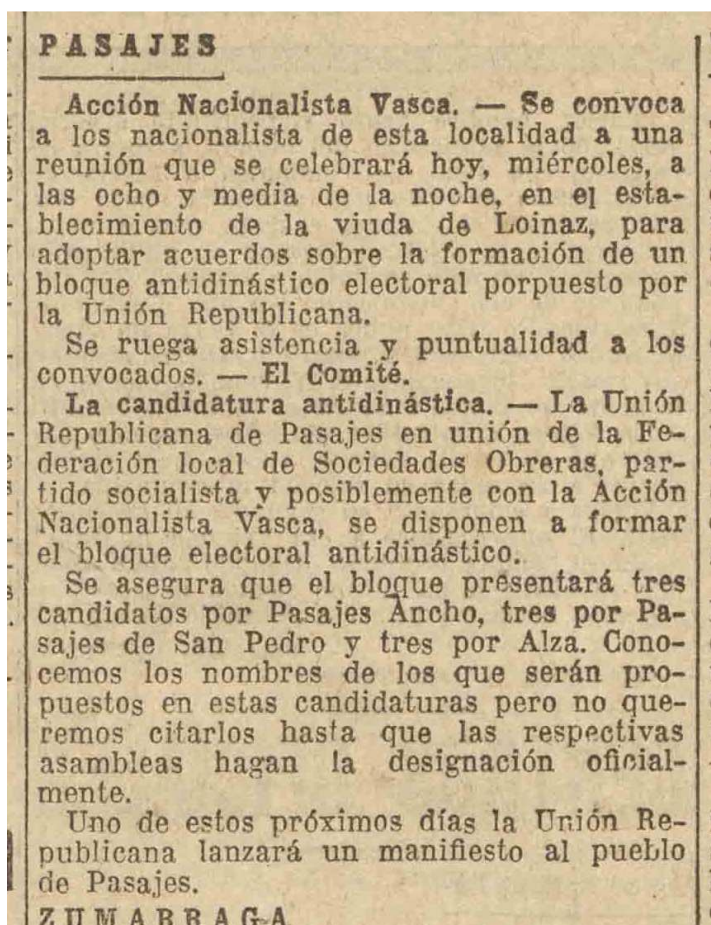 PASAJES
Acción Nacionalista Vasca. — Se convoca
a los nacionalista de esta localidad a una
reunión que se celebrará hoy, miércoles, a
las ocho y media de la noche, en el esta-
blecimiento de la viuda de Loinaz, para
adoptar acuerdos sobre la formación de un
bloque antidinástico electoral porpuesto por
la Unión Republicana.
Se ruega asistencia y puntualidad a los
convocados. — El Comité.
La candidatura antidinástica. — La Unión
Republicana de Pasajes en unión de la Fe-
deración local de Sociedades Obreras, par-
tido socialista y posiblemente con la Acción
Nacionalista Vasca, se disponen a formar
el bloque electoral antidinástico.
Se asegura que el bloque presentará tres
candidatos por Pasajes Ancho, tres por Pa-
sajes de San Pedro y tres por Alza. Cono-
cemos los nombres de los que serán pro-
puestos en estas candidaturas pero no que-
remos citarlos hasta que las respectivas
asambleas hagan la designación oficial-
mente.
Uno de estos próximos días la Unión Re-
publicana lanzará un manifiesto al pueblo
de Pasajes.
ZUMARRAGA